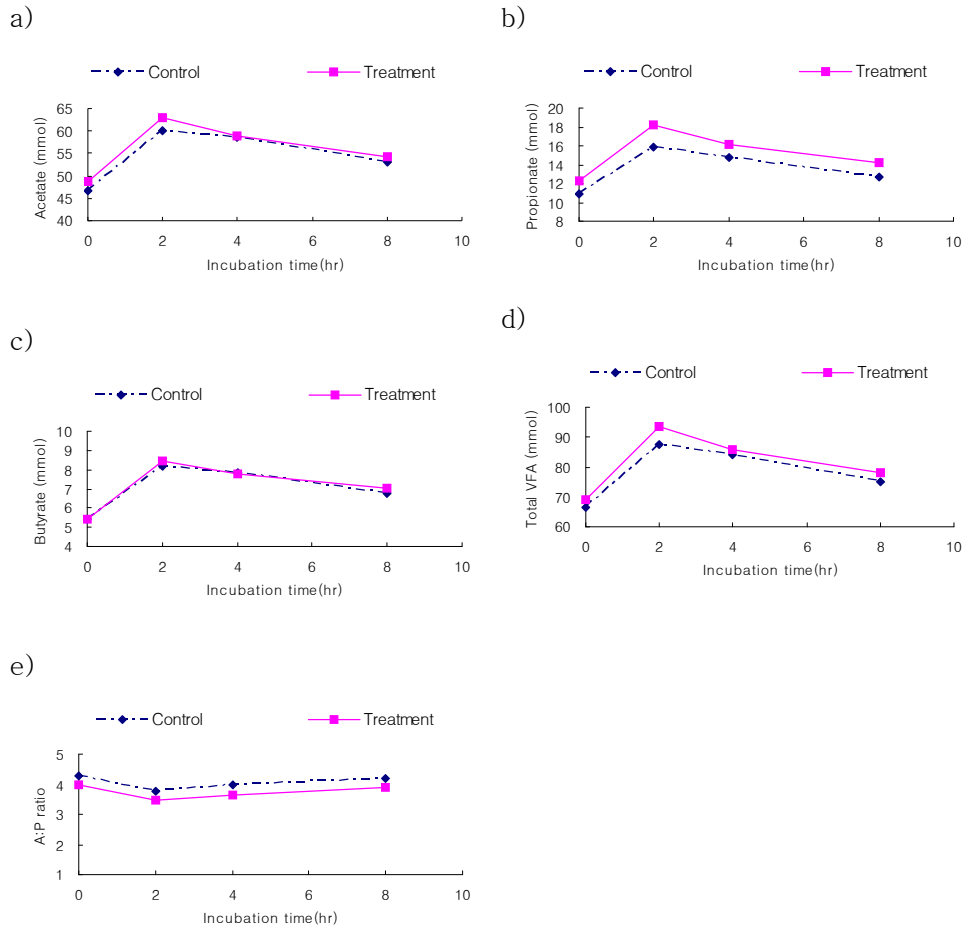 a)
Control Treatment
65
60
55
50
45
40
Acetate (mmol)
0 2 4 6 8 10
Incubation time(hr)
b)
Control Treatment
20
18
16
14
12
10
8
Propionate (mmol)
0 2 4 6 8 10
Incubation time(hr)
c)
Control Treatment
10
9
8
7
6
5
4
Butyrate (mmol)
0 2 4 6 8 10
Incubation time(hr)
d)
Control Treatment
100
90
80
70
60
Total VFA (mmol)
0 2 4 6 8 10
Incubation time(hr)
e)
Control Treatment
5
4
3
2
1
A:P ratio
0 2 4 6 8 10
Incubation time(hr)